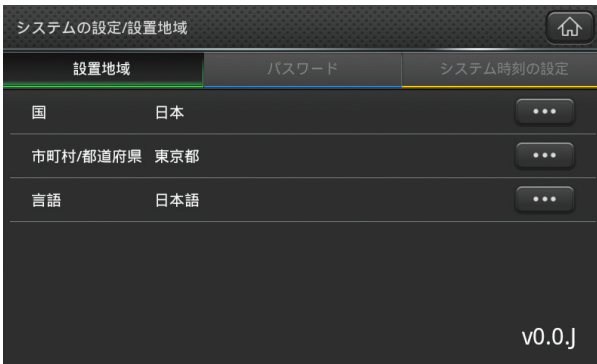 システムの設定/設置地域
設置地域 パスワード システム時刻の設定
国 日本
市町村/都道府県 東京都
言語 日本語
v0.0.J